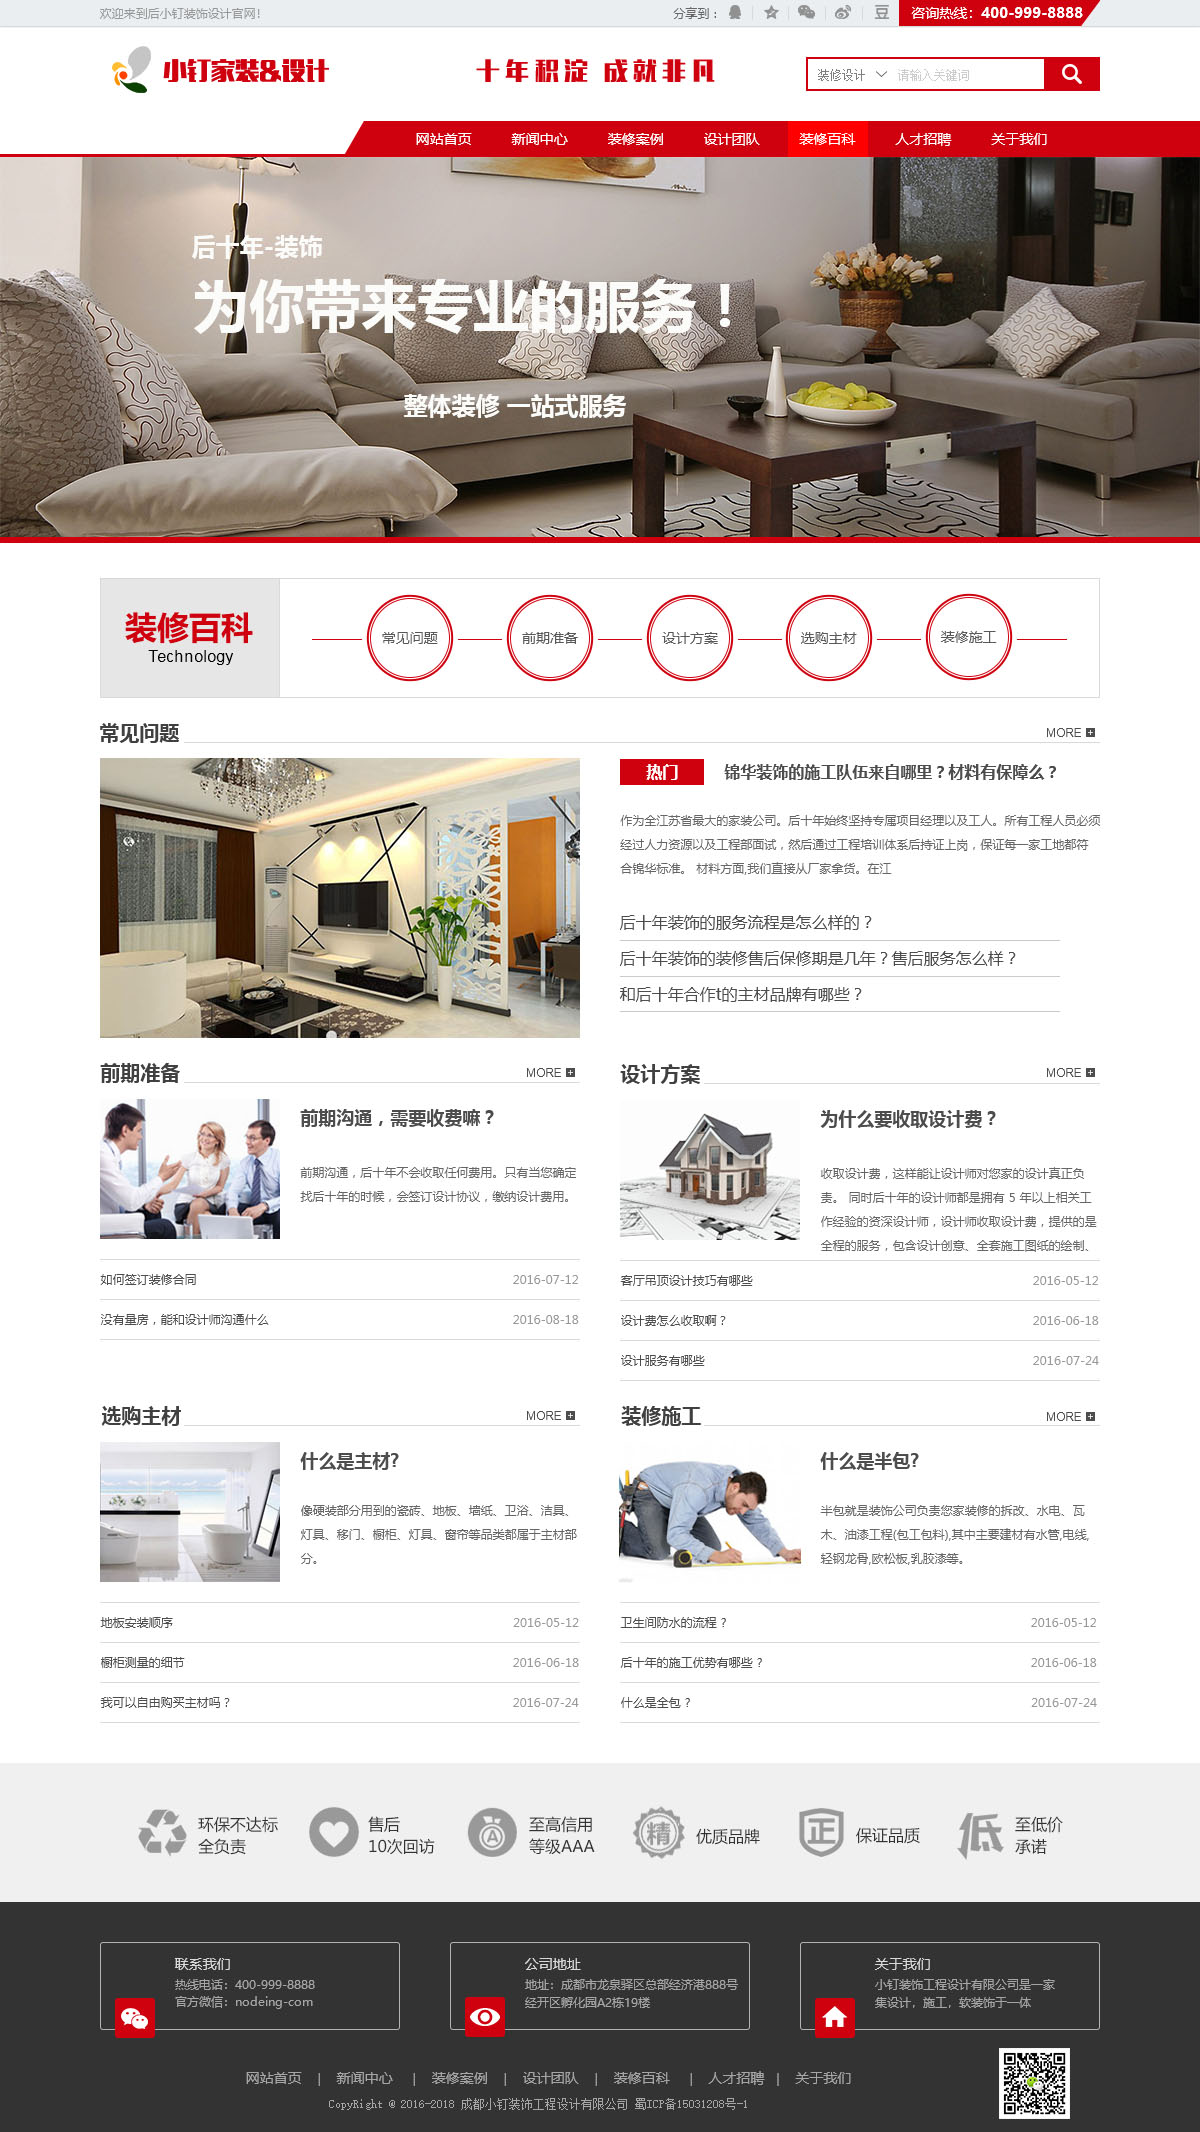 欢迎来到后小钉装饰设计官网!
分享到：
豆
咨询热线：400-999-8888
小钉家装&设计
十年积淀 成就非凡
装修设计
请输入关键词
网站首页
新闻中心
装修案例
设计团队
装修百科
人才招聘
关于我们
后十年-装饰
为你带来专业的服务！
整体装修 一站式服务
装修百科
Technology
常见问题
前期准备
设计方案
选购主材
装修施工
常见问题
MORE
热门
锦华装饰的施工队伍来自哪里？材料有保障么？
作为全江苏省最大的家装公司。后十年始终坚持专属项目经理以及工人。所有工程人员必须
经过人力资源以及工程部面试，然后通过工程培训体系后持证上岗，保证每一家工地都符
合锦华标准。 材料方面,我们直接从厂家拿货。在江
后十年装饰的服务流程是怎么样的？
后十年装饰的装修售后保修期是几年？售后服务怎么样？
和后十年合作t的主材品牌有哪些？
前期准备
MORE
前期沟通，需要收费嘛？
前期沟通，后十年不会收取任何费用。只有当您确定
找后十年的时候，会签订设计协议，缴纳设计费用。
如何签订装修合同
2016-07-12
没有量房，能和设计师沟通什么
2016-08-18
设计方案
MORE
为什么要收取设计费？
收取设计费，这样能让设计师对您家的设计真正负
责。 同时后十年的设计师都是拥有 5 年以上相关工
作经验的资深设计师，设计师收取设计费，提供的是
全程的服务，包含设计创意、全套施工图纸的绘制、
客厅吊顶设计技巧有哪些
2016-05-12
设计费怎么收取啊？
2016-06-18
设计服务有哪些
2016-07-24
选购主材
MORE
什么是主材?
像硬装部分用到的瓷砖、地板、墙纸、卫浴、洁具、
灯具、移门、橱柜、灯具、窗帘等品类都属于主材部
分。
地板安装顺序
2016-05-12
橱柜测量的细节
2016-06-18
我可以自由购买主材吗？
2016-07-24
装修施工
MORE
什么是半包?
半包就是装饰公司负责您家装修的拆改、水电、瓦
木、油漆工程(包工包料),其中主要建材有水管,电线,
轻钢龙骨,欧松板,乳胶漆等。
卫生间防水的流程？
2016-05-12
后十年的施工优势有哪些？
2016-06-18
什么是全包？
2016-07-24
环保不达标
全负责
售后
10次回访
A
至高信用
等级AAA
精
优质品牌
正
保证品质
低
至低价
承诺
联系我们
热线电话：400-999-8888
官方微信：nodeing-com
公司地址
地址：成都市龙泉驿区总部经济港888号
经开区孵化园A2栋19楼
关于我们
小钉装饰工程设计有限公司是一家
集设计，施工，软装饰于一体
网站首页 | 新闻中心 | 装修案例 | 设计团队 | 装修百科 | 人才招聘 | 关于我们
CopyRight @ 2016-2018 成都小钉装饰工程设计有限公司 蜀ICP备15031208号-1